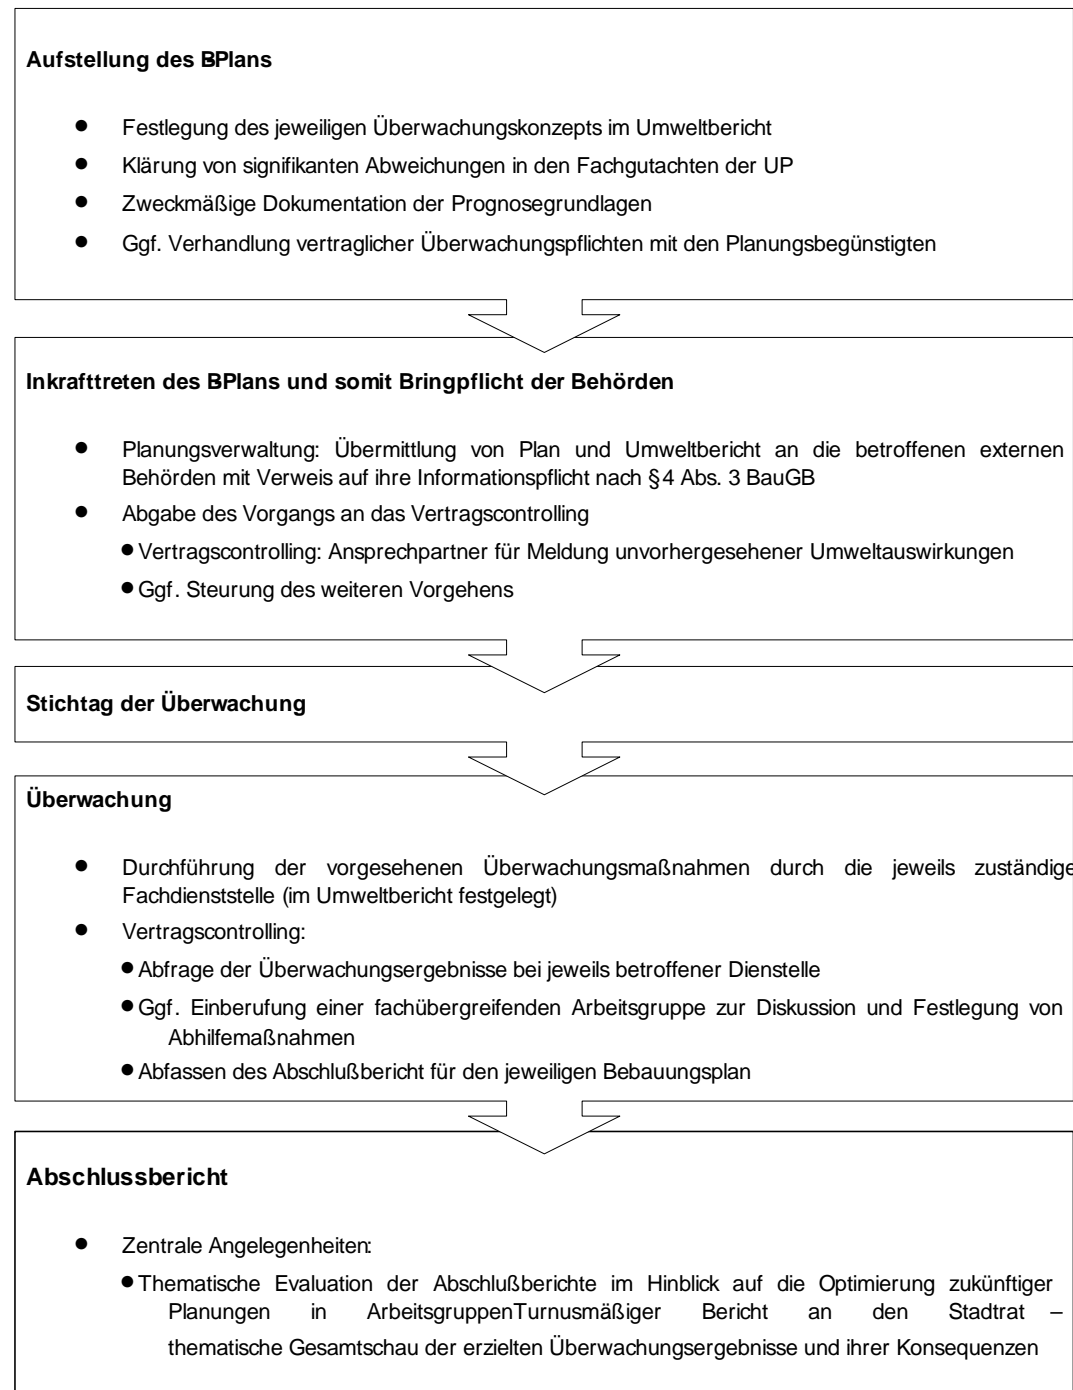 Aufstellung des BPlans
● Festlegung des jeweiligen Überwachungskonzepts im Umweltbericht
● Klärung von signifikanten Abweichungen in den Fachgutachten der UP
● Zweckmäßige Dokumentation der Prognosegrundlagen
● Ggf. Verhandlung vertraglicher Überwachungspflichten mit den Planungsbegünstigten
Inkrafttreten des BPlans und somit Bringpflicht der Behörden
● Planungsverwaltung: Übermittlung von Plan und Umweltbericht an die betroffenen externen
Behörden mit Verweis auf ihre Informationspflicht nach §4 Abs. 3 BauGB
● Abgabe des Vorgangs an das Vertragscontrolling
● Vertragscontrolling: Ansprechpartner für Meldung unvorhergesehener Umweltauswirkungen
● Ggf. Steurung des weiteren Vorgehens
Stichtag der Überwachung
Überwachung
● Durchführung der vorgesehenen Überwachungsmaßnahmen durch die jeweils zuständige
Fachdienststelle (im Umweltbericht festgelegt)
● Vertragscontrolling:
● Abfrage der Überwachungsergebnisse bei jeweils betroffener Dienstelle
● Ggf. Einberufung einer fachübergreifenden Arbeitsgruppe zur Diskussion und Festlegung von
Abhilfemaßnahmen
● Abfassen des Abschlußbericht für den jeweiligen Bebauungsplan
Abschlussbericht
● Zentrale Angelegenheiten:
● Thematische Evaluation der Abschlußberichte im Hinblick auf die Optimierung zukünftiger
Planungen in ArbeitsgruppenTurnusmäßiger Bericht an den Stadtrat –
thematische Gesamtschau der erzielten Überwachungsergebnisse und ihrer Konsequenzen